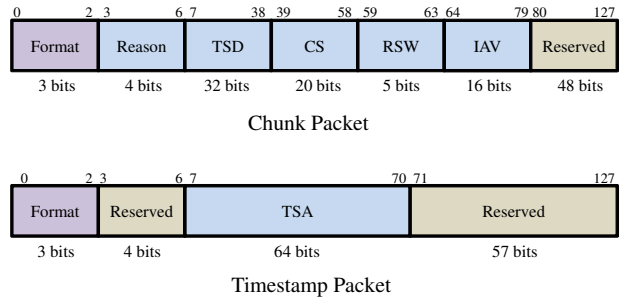 0 2 3 6 7 38 39 58 59 63 64 79 80 127
Format Reason TSD CS RSW IAV Reserved
3 bits 4 bits 32 bits 20 bits 5 bits 16 bits 48 bits
Chunk Packet
0 2 3 6 7 70 71 127
Format Reserved TSA Reserved
3 bits 4 bits 64 bits 57 bits
Timestamp Packet